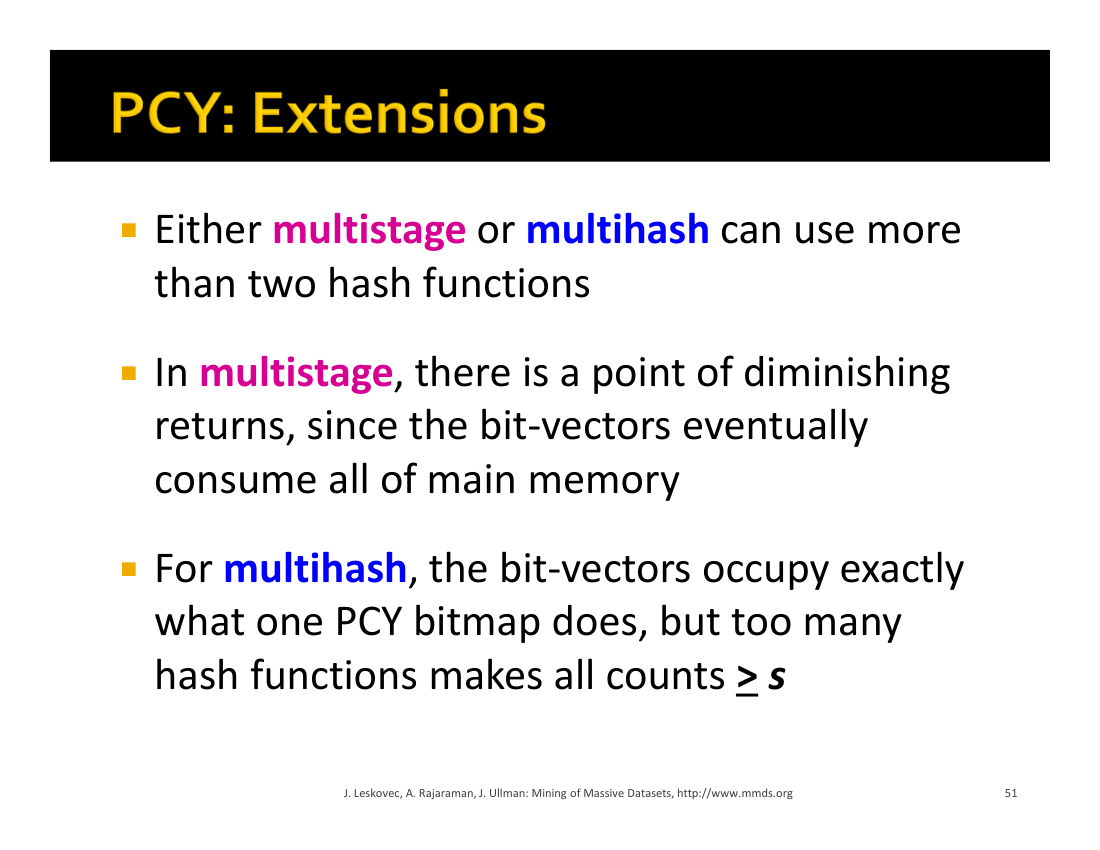 PCY: Extensions
Either multistage or multihash can use more
than two hash functions
In multistage, there is a point of diminishing
returns, since the bit-vectors eventually
consume all of main memory
For multihash, the bit-vectors occupy exactly
what one PCY bitmap does, but too many
hash functions makes all counts > s
J. Leskovec, A. Rajaraman, J. Ullman: Mining of Massive Datasets, http://www.mmds.org
51